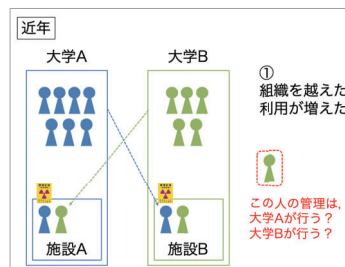 近年
大学A
大学B
①
組織を越えた
利用が増えた
この人の管理は,
大学Aが行う？
大学Bが行う？
施設A
施設B